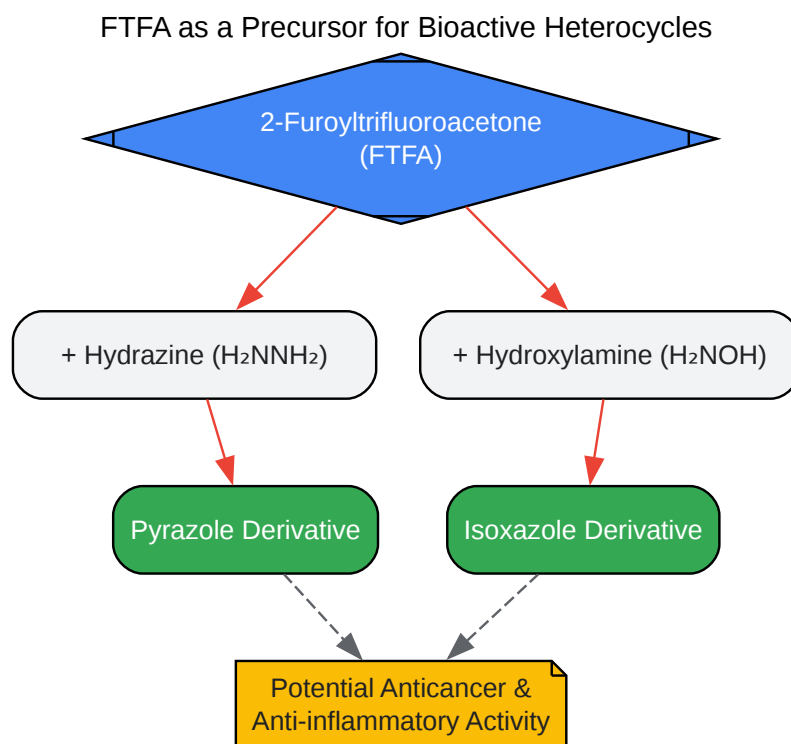 FTFA as a Precursor for Bioactive Heterocycles
2-Furoyltrifluoroacetone
(FTFA)
+ Hydrazine (H₂NNH₂)
+ Hydroxylamine (H₂NOH)
Pyrazole Derivative
Isoxazole Derivative
Potential Anticancer &
Anti-inflammatory Activity